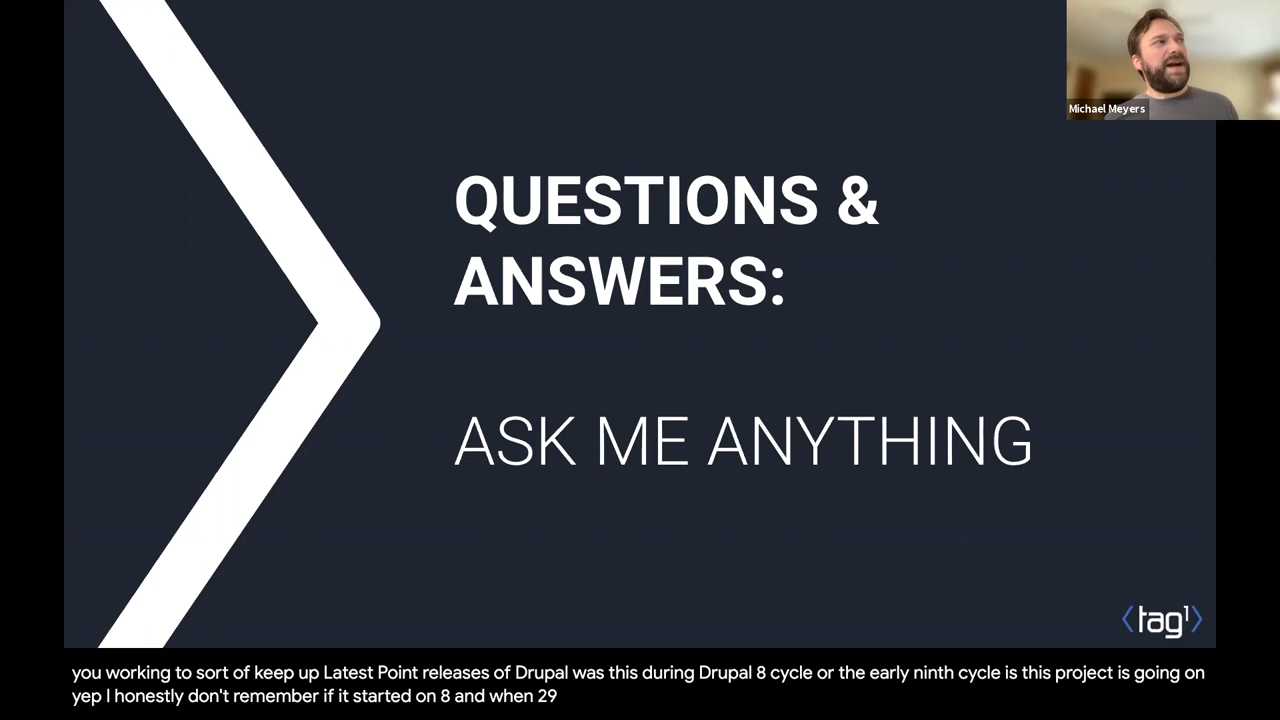 Michael Meyers
QUESTIONS &
ANSWERS:
ASK ME ANYTHING
tag1
you working to sort of keep up Latest Point releases of Drupal was this during Drupal 8 cycle or the early ninth cycle is this project is going on
yep I honestly don't remember if it started on 8 and when 29